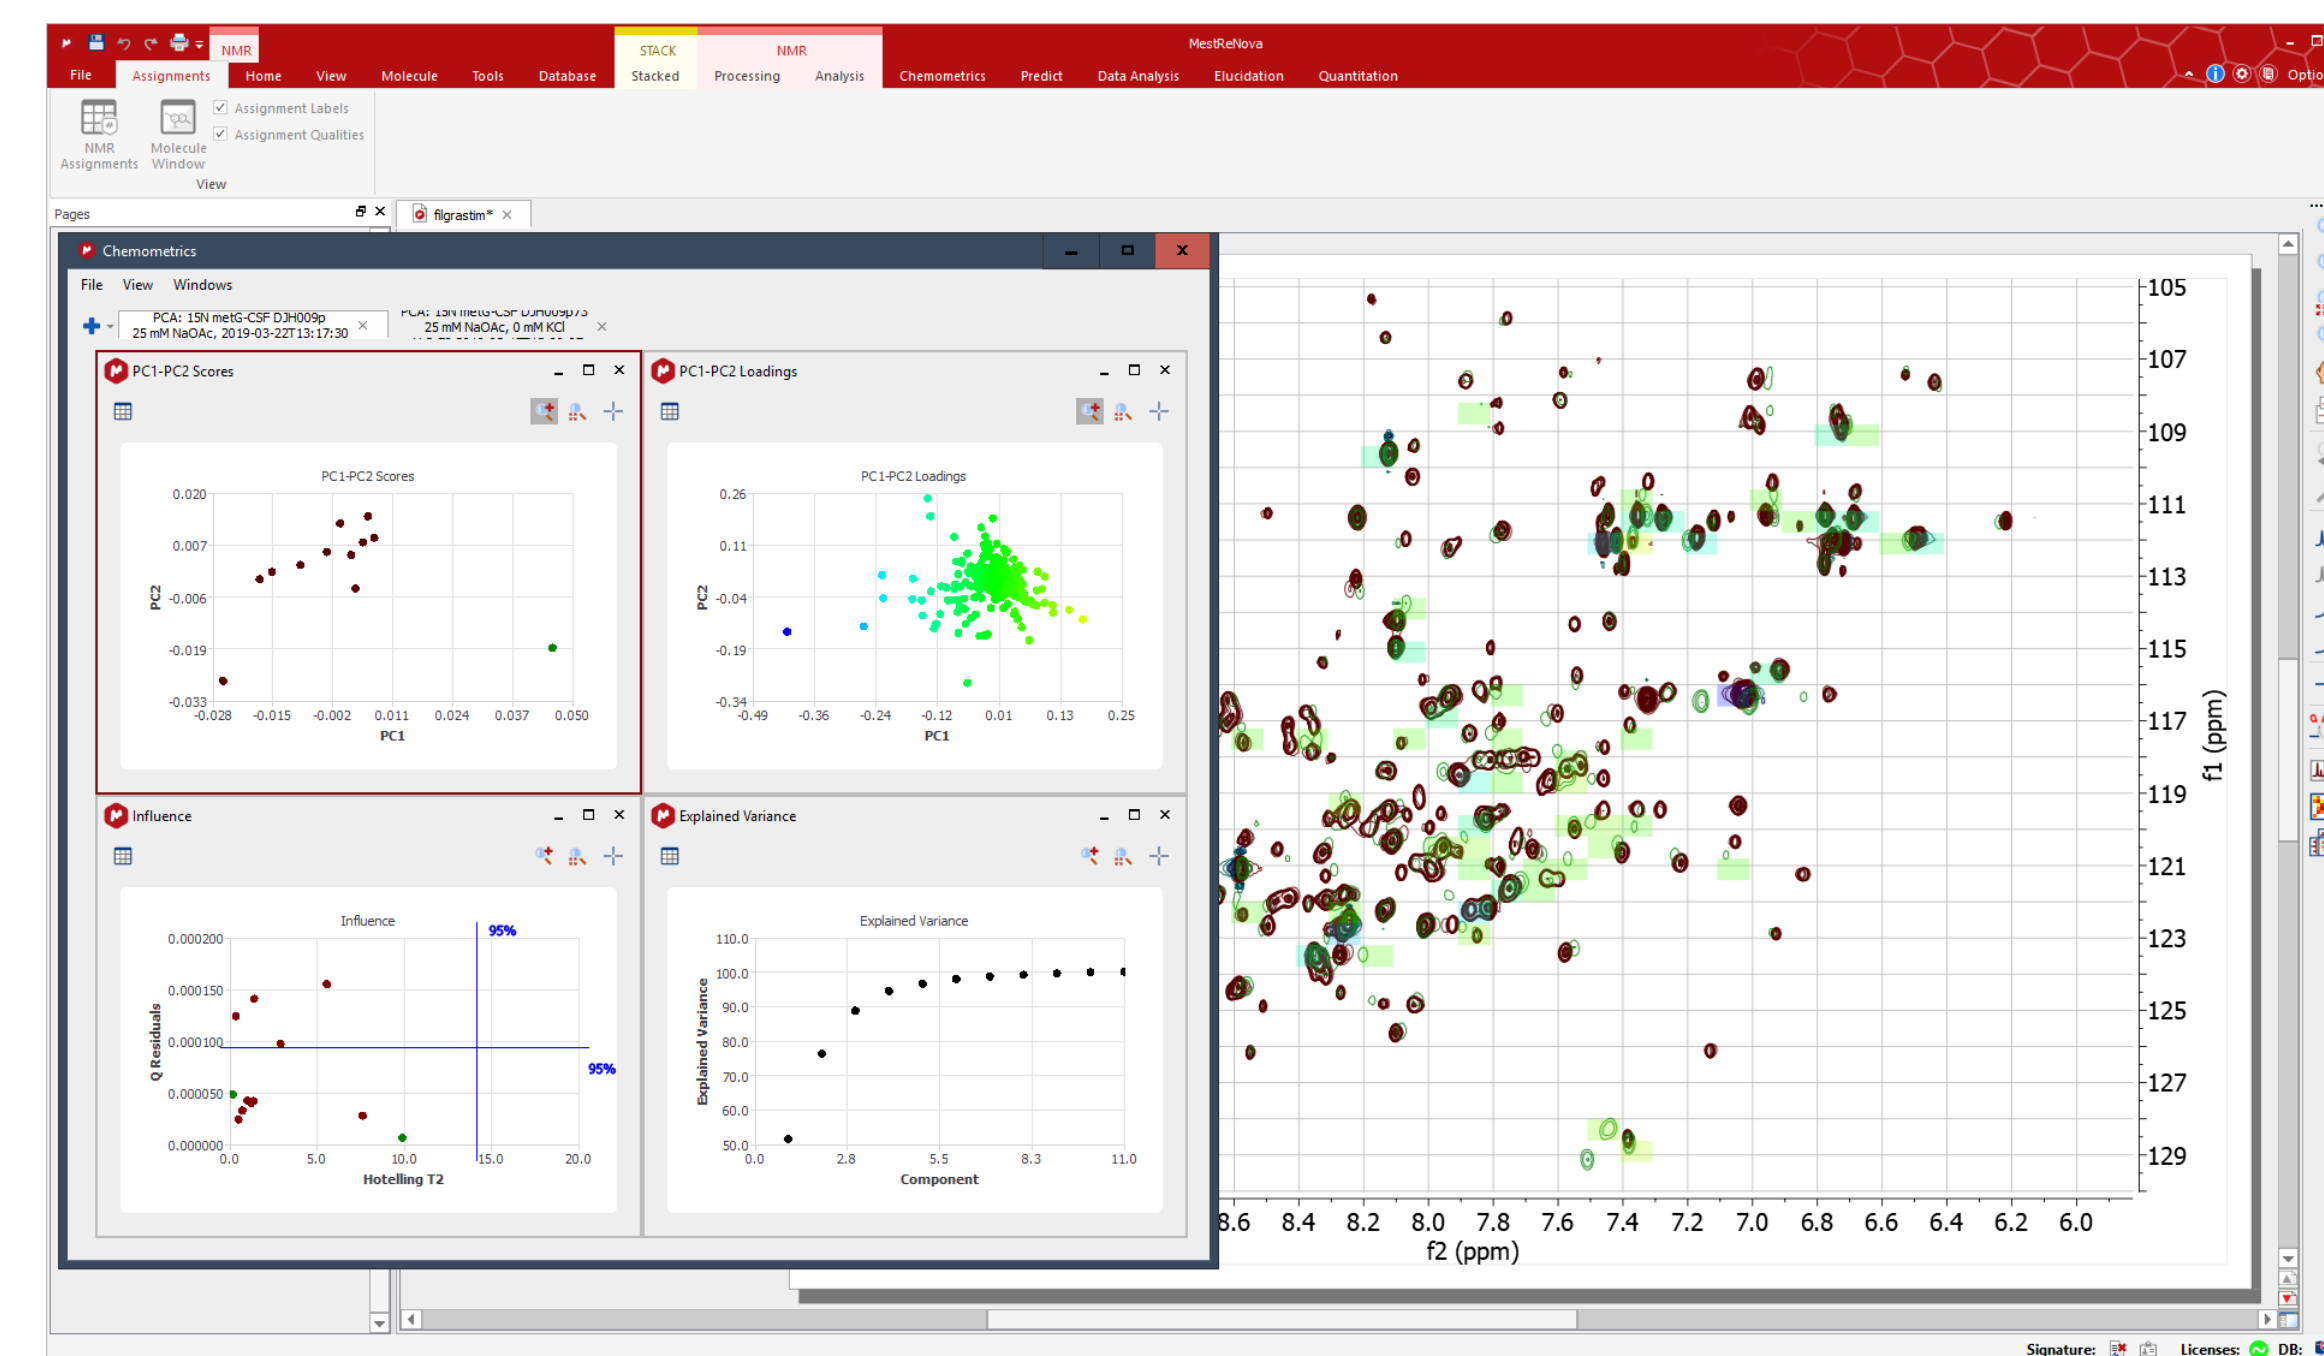 NMR
STACK
NMR
MestReNova
File Assignments Home View Molecule Tools Database Stacked Processing Analysis Chemometrics Predict Data Analysis Elucidation Quantitation
Assignment Labels
Assignment Qualities
NMR Assignments
Molecule Window
View
Pages
filgrastim*
Chemometrics
File View Windows
PCA: 15N metG-CSF DJH009p
25 mM NaOAc, 2019-03-22T13:17:30
PCA: 15N metG-CSF DJH009p73
25 mM NaOAc, 0 mM KCl
PC1-PC2 Scores
PC1-PC2 Scores
0.020
0.007
-0.006
-0.019
-0.033
PC2
-0.028 -0.015 -0.002 0.011 0.024 0.037 0.050
PC1
PC1-PC2 Loadings
PC1-PC2 Loadings
0.26
0.11
-0.04
-0.19
-0.34
PC2
-0.49 -0.36 -0.24 -0.12 0.01 0.13 0.25
PC1
Influence
Influence
95%
0.000200
0.000150
0.000100
0.000050
0.000000
95%
Q Residuals
0.0 5.0 10.0 15.0 20.0
Hotelling T2
Explained Variance
Explained Variance
110.0
100.0
90.0
80.0
70.0
60.0
50.0
Explained Variance
0.0 2.8 5.5 8.3 11.0
Component
105
107
109
111
113
115
117
119
121
123
125
127
129
f1 (ppm)
8.6 8.4 8.2 8.0 7.8 7.6 7.4 7.2 7.0 6.8 6.6 6.4 6.2 6.0
f2 (ppm)
Signature: Licenses: DB: